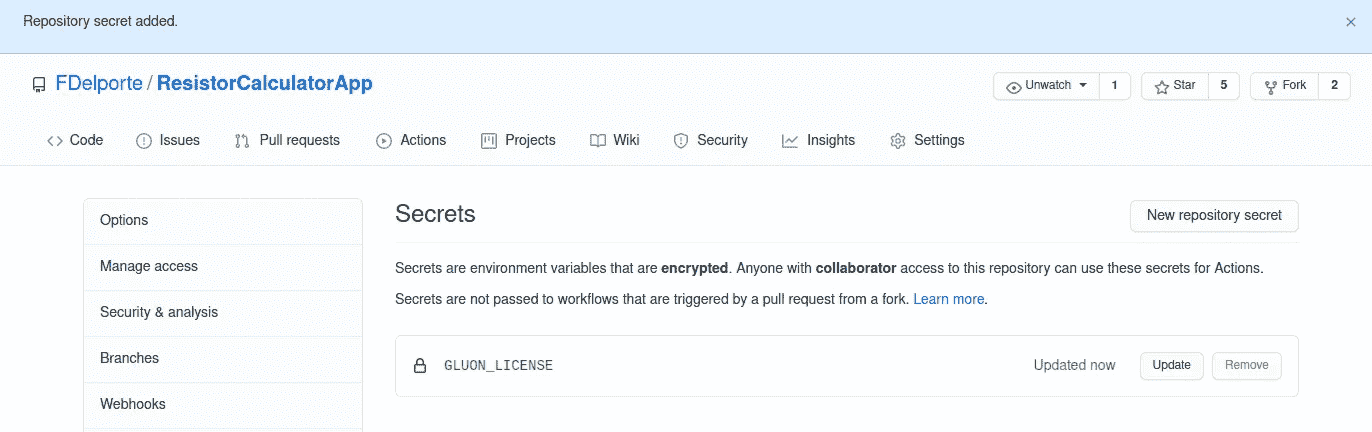 Repository secret added.
FDelporte / ResistorCalculatorApp
Unwatch 1 Star 5 Fork 2
Code Issues Pull requests Actions Projects Wiki Security Insights Settings
Options
Manage access
Security & analysis
Branches
Webhooks
Secrets
New repository secret
Secrets are environment variables that are encrypted. Anyone with collaborator access to this repository can use these secrets for Actions.
Secrets are not passed to workflows that are triggered by a pull request from a fork. Learn more.
GLUON_LICENSE Updated now Update Remove